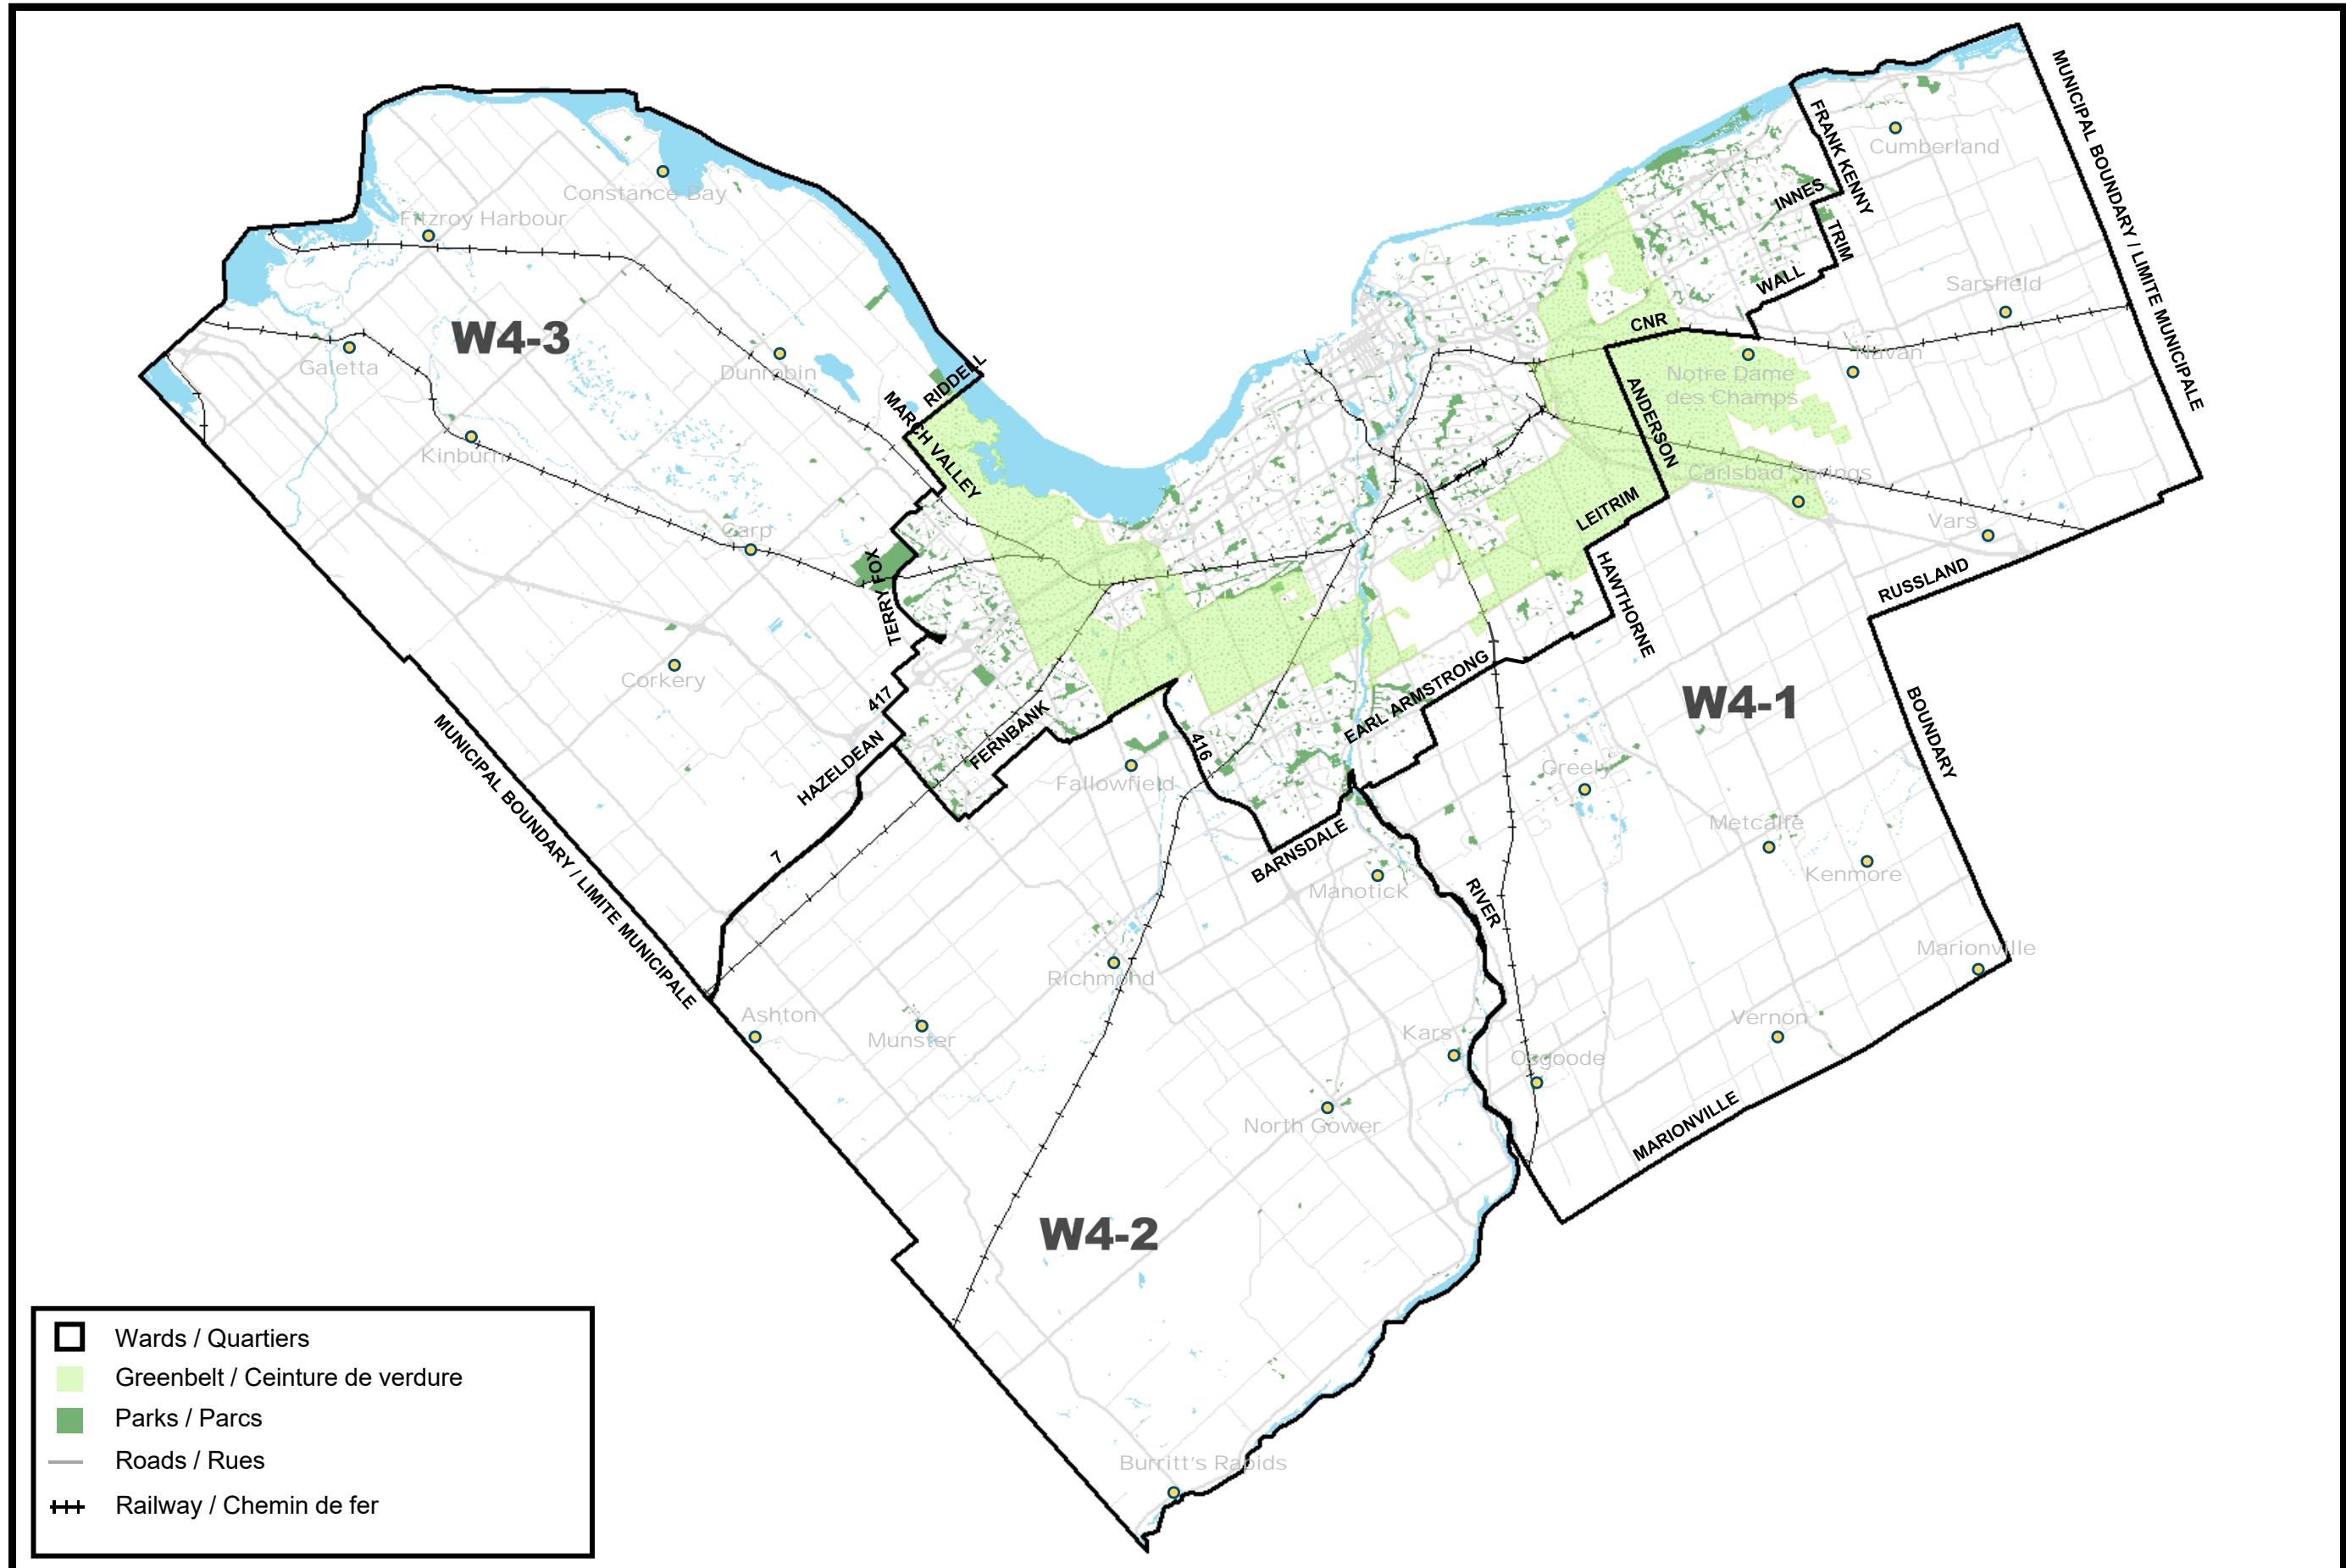 MUNICIPAL BOUNDARY / LIMITE MUNICIPALE
FRANK KENNY
Cumberland
Constance Bay
INNES
Fitzroy Harbour
TRIM
WALL
Sarsfield
W4-3
CNR
Navan
Galetta
Dunrobin
RIDDELL
Notre Dame
des Champs
MARCH VALLEY
ANDERSON
Kinburn
Carlsbad Springs
LEITRIM
Carp
Vars
TERRY FOX
HAWTHORNE
RUSSLAND
Corkery
EARL ARMSTRONG
417
W4-1
BOUNDARY
FERNBANK
416
HAZELDEAN
Fallowfield
Greely
MUNICIPAL BOUNDARY / LIMITE MUNICIPALE
Metcalfe
BARNSDALE
7
Kenmore
Manotick
RIVER
Marionville
Richmond
Ashton
Vernon
Munster
Kars
Osgoode
North Gower
MARIONVILLE
W4-2
Burritt's Rapids
Wards / Quartiers
Greenbelt / Ceinture de verdure
Parks / Parcs
Roads / Rues
Railway / Chemin de fer